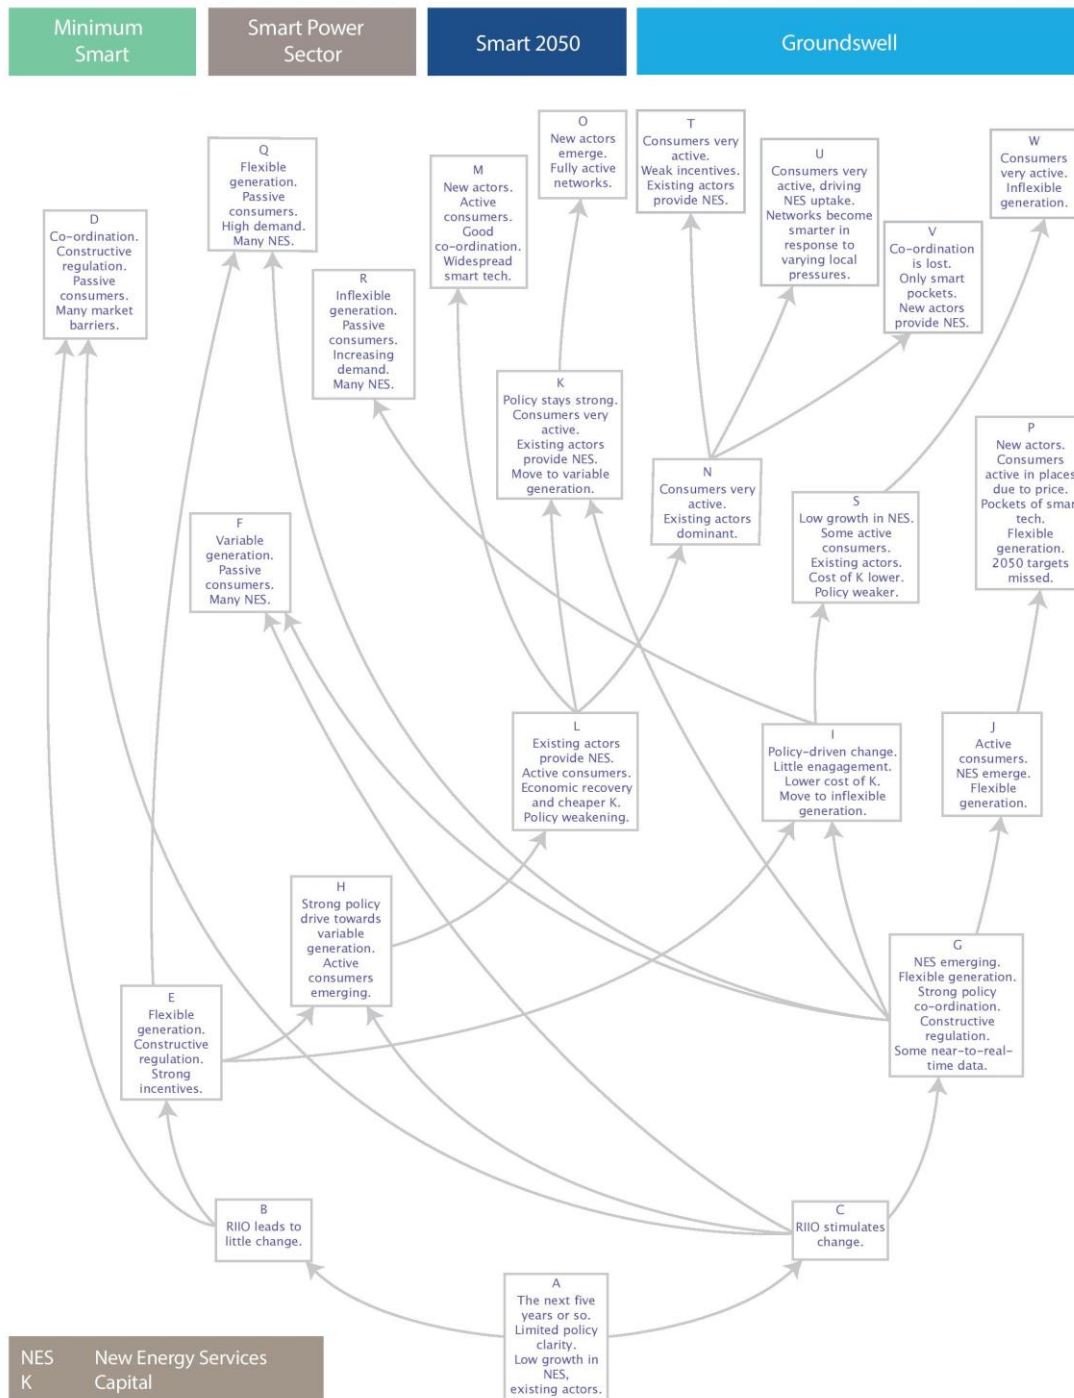 Minimum
Smart
Smart Power
Sector
Smart 2050
Groundswell
O
New actors
emerge.
Fully active
networks.
T
Consumers very
active.
Weak incentives.
Existing actors
provide NES.
W
Consumers
very active.
Inflexible
generation.
Q
Flexible
generation.
Passive
consumers.
High demand.
Many NES.
M
New actors.
Active
consumers.
Good
co-ordination.
Widespread
smart tech.
U
Consumers very
active, driving
NES uptake.
Networks become
smarter in
response to
varying local
pressures.
D
Co-ordination.
Constructive
regulation.
Passive
consumers.
Many market
barriers.
V
Co-ordination
is lost.
Only smart
pockets.
New actors
provide NES.
R
Inflexible
generation.
Passive
consumers.
Increasing
demand.
Many NES.
K
Policy stays strong.
Consumers very
active.
Existing actors
provide NES.
Move to variable
generation.
P
New actors.
Consumers
active in places
due to price.
Pockets of smart
tech.
Flexible
generation.
2050 targets
missed.
N
Consumers very
active.
Existing actors
dominant.
S
Low growth in NES.
Some active
consumers.
Existing actors.
Cost of K lower.
Policy weaker.
F
Variable
generation.
Passive
consumers.
Many NES.
L
Existing actors
provide NES.
Active consumers.
Economic recovery
and cheaper K.
Policy weakening.
I
Policy-driven change.
Little enagagement.
Lower cost of K.
Move to inflexible
generation.
J
Active
consumers.
NES emerge.
Flexible
generation.
H
Strong policy
drive towards
variable
generation.
Active
consumers
emerging.
G
NES emerging.
Flexible generation.
Strong policy
co-ordination.
Constructive
regulation.
Some near-to-real-
time data.
E
Flexible
generation.
Constructive
regulation.
Strong
incentives.
B
RIIO leads to
little change.
C
RIIO stimulates
change.
A
The next five
years or so.
Limited policy
clarity.
Low growth in
NES,
existing actors.
NES New Energy Services
K Capital